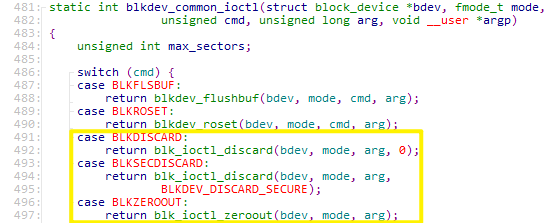 481: static int blkdev_common_ioctl(struct block_device *bdev, fmode_t mode,
482: unsigned cmd, unsigned long arg, void __user *argp)
483: {
484: unsigned int max_sectors;
485:
486: switch (cmd) {
487: case BLKFLSBUF:
488: return blkdev_flushbuf(bdev, mode, cmd, arg);
489: case BLKROSET:
490: return blkdev_roset(bdev, mode, cmd, arg);
491: case BLKDISCARD:
492: return blk_ioctl_discard(bdev, mode, arg, 0);
493: case BLKSECDISCARD:
494: return blk_ioctl_discard(bdev, mode, arg,
495: BLKDEV_DISCARD_SECURE);
496: case BLKZEROOUT:
497: return blk_ioctl_zeroout(bdev, mode, arg);